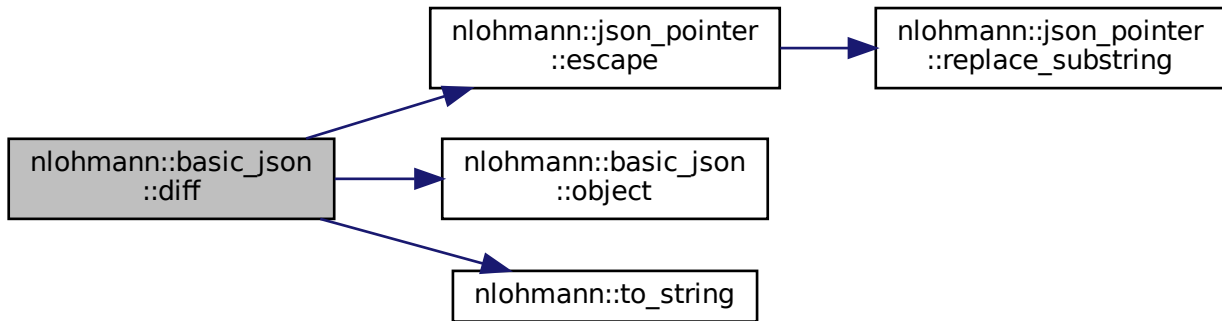 nlohmann::json_pointer
::escape
nlohmann::json_pointer
::replace_substring
nlohmann::basic_json
::diff
nlohmann::basic_json
::object
nlohmann::to_string